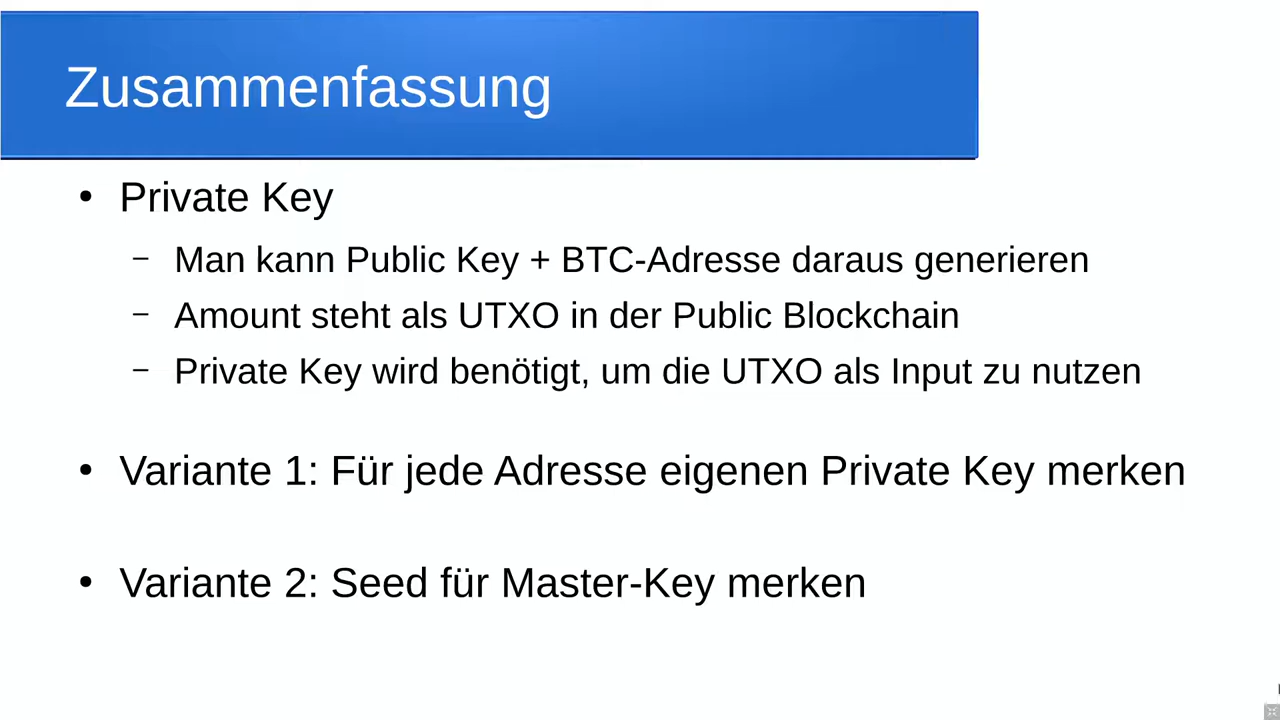 Zusammenfassung
• Private Key
– Man kann Public Key + BTC-Adresse daraus generieren
– Amount steht als UTXO in der Public Blockchain
– Private Key wird benötigt, um die UTXO als Input zu nutzen
• Variante 1: Für jede Adresse eigenen Private Key merken
• Variante 2: Seed für Master-Key merken